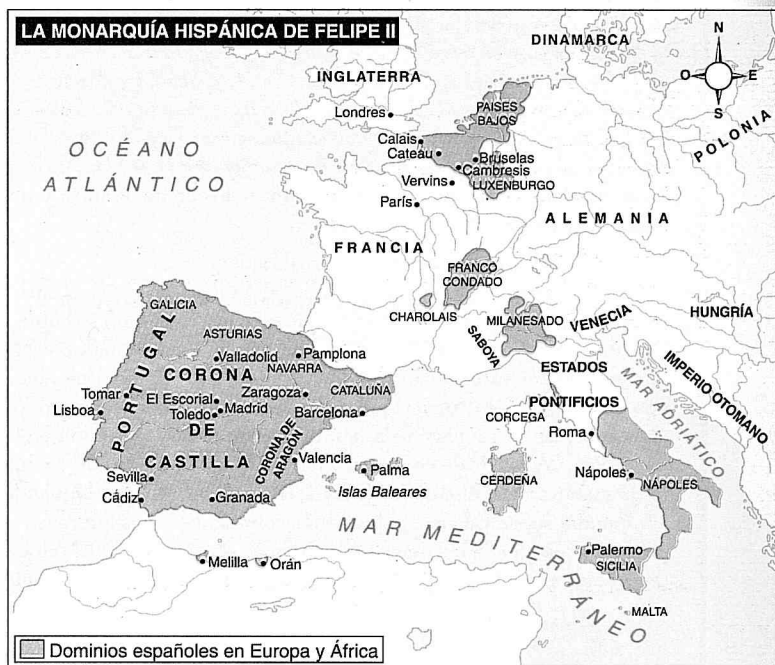 LA MONARQUÍA HISPÁNICA DE FELIPE II
DINAMARCA
N
O
E
S
INGLATERRA
Londres
PAISES
BAJOS
POLONIA
OCÉANO
ATLÁNTICO
Calais
Cateau
Bruselas
Cambresis
Vervins
LUXENBURGO
París
ALEMANIA
FRANCIA
FRANCO
CONDADO
CHAROLAIS
MILANESADO
SABOYA
VENECIA
HUNGRÍA
GALICIA
ASTURIAS
PORTUGAL
Valladolid
Pamplona
NAVARRA
CORONA
DE
CASTILLA
Zaragoza
CATALUÑA
Tomar
El Escorial
Madrid
Toledo
Lisboa
Barcelona
CORONA DE
ARAGÓN
Valencia
Sevilla
Cádiz
Granada
Palma
Islas Baleares
ESTADOS
PONTIFICIOS
CORCEGA
Roma
MAR ADRIÁTICO
IMPERIO OTOMANO
CERDEÑA
Nápoles
NÁPOLES
MAR MEDITERRÁNEO
Melilla
Orán
Palermo
SICILIA
MALTA
Dominios españoles en Europa y África